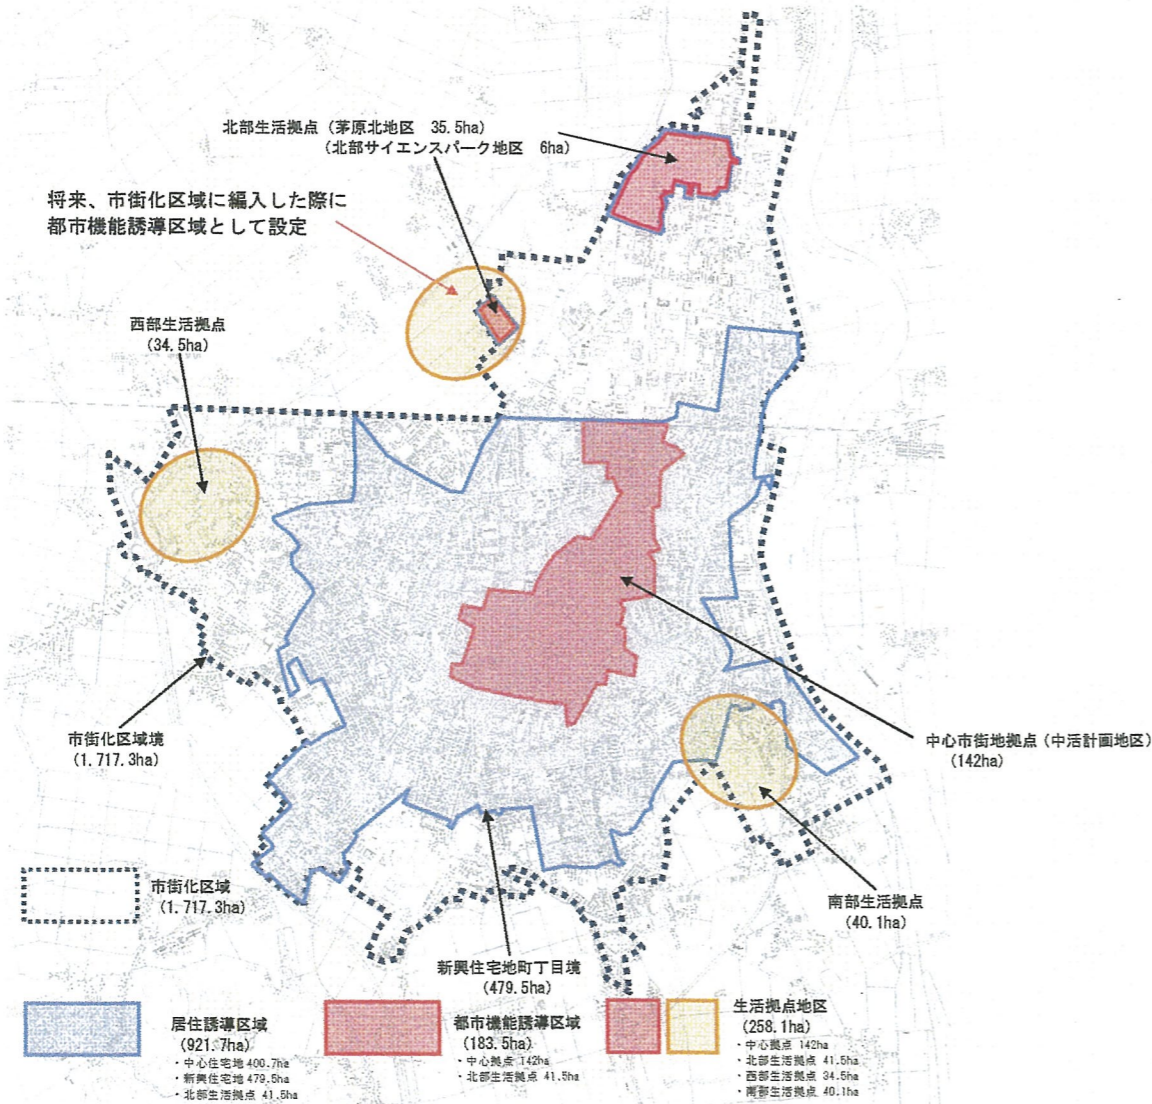 北部生活拠点（茅原北地区　35.5ha）
（北部サイエンスパーク地区　6ha）
将来、市街化区域に編入した際に
都市機能誘導区域として設定
西部生活拠点
(34.5ha)
市街化区域境
(1.717.3ha)
中心市街地拠点（中活計画地区）
(142ha)
南部生活拠点
(40.1ha)
新興住宅地町丁目境
(479.5ha)
市街化区域
(1.717.3ha)
居住誘導区域
(921.7ha)
・中心住宅地 400.7ha
・新興住宅地 479.5ha
・北部生活拠点 41.5ha
都市機能誘導区域
(183.5ha)
・中心拠点 142ha
・北部生活拠点 41.5ha
生活拠点地区
(258.1ha)
・中心拠点 142ha
・北部生活拠点 41.5ha
・西部生活拠点 34.5ha
・南部生活拠点 40.1ha